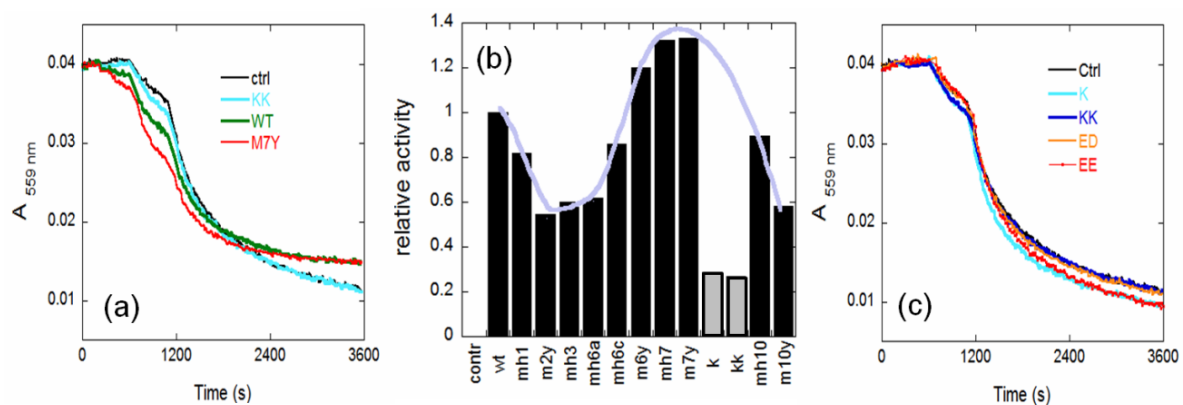 (a)
A 559 nm
0.04
0.03
0.02
0.01
ctrl
KK
WT
M7Y
0 1200 2400 3600
Time (s)
(b)
relative activity
1.4
1.2
1
0.8
0.6
0.4
0.2
0
contr wt mh1 m2y mh3 mh6a mh6c m6y mh7 m7y k kk mh10 m10y
(c)
A 559 nm
0.04
0.03
0.02
0.01
Ctrl
K
KK
ED
EE
0 1200 2400 3600
Time (s)